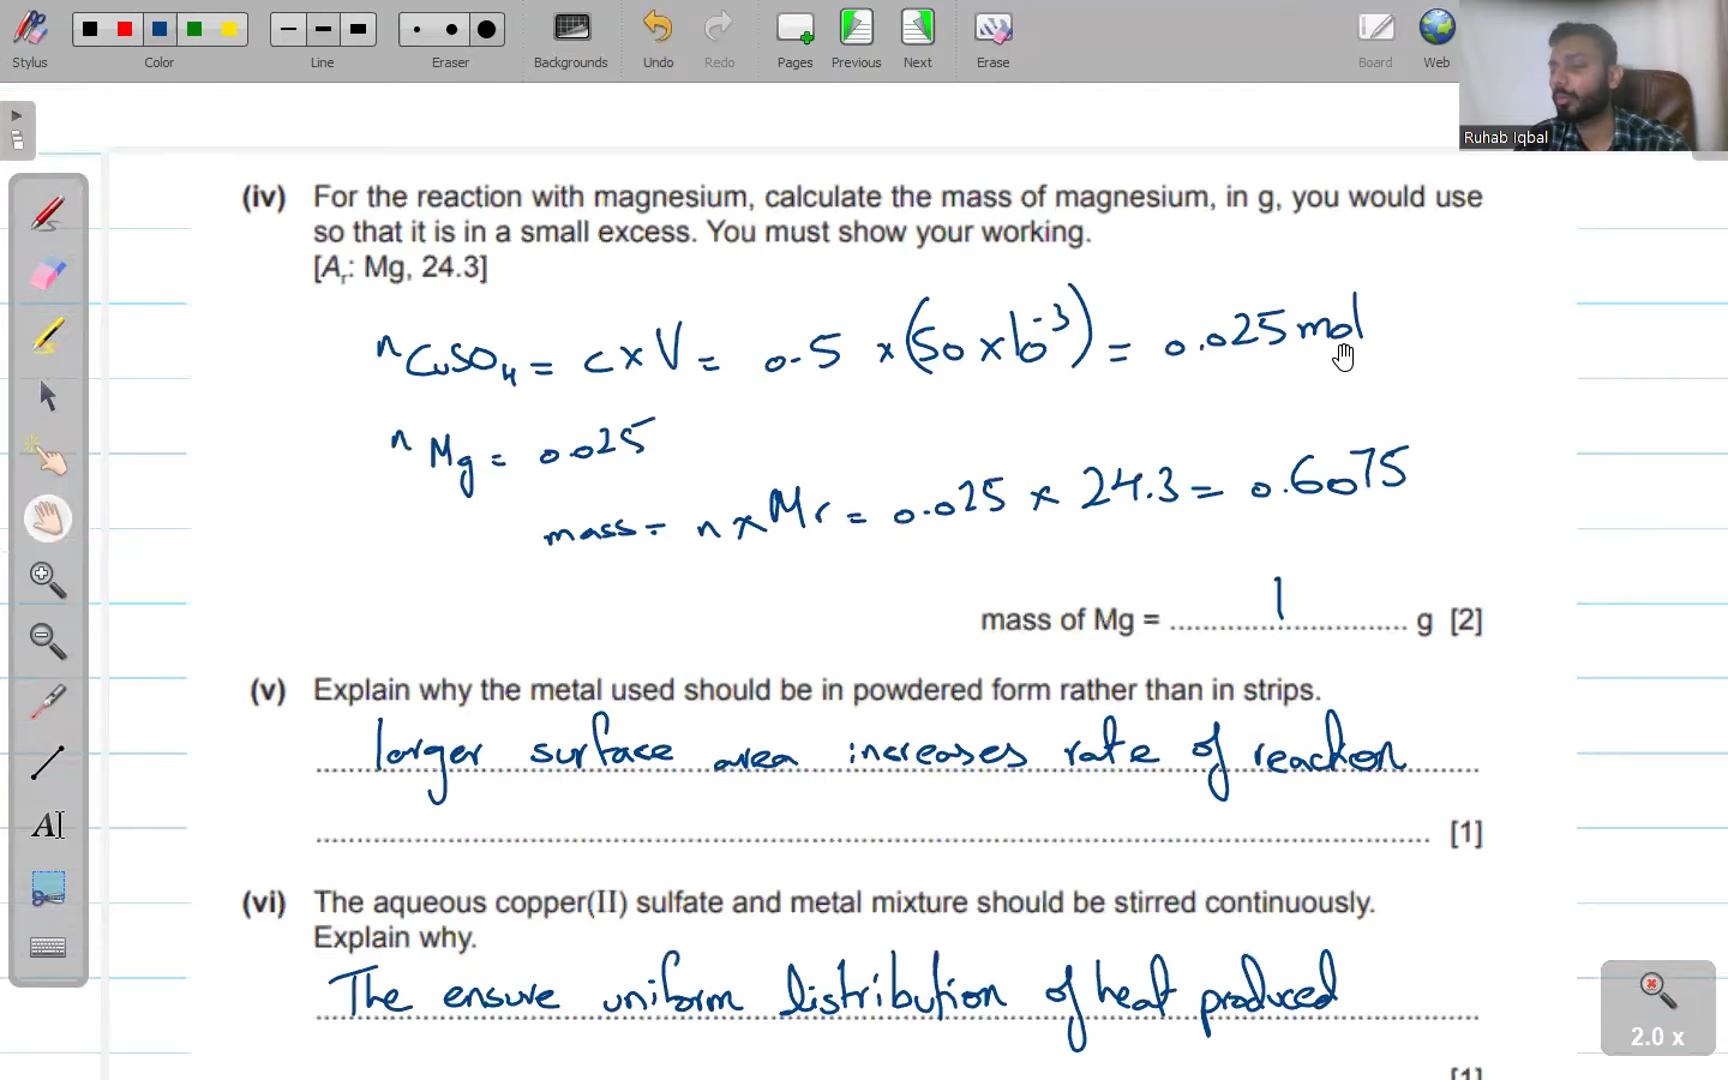 Stylus Color Line Eraser Backgrounds Undo Redo Pages Previous Next Erase Board Web
Ruhab Iqbal
(iv) For the reaction with magnesium, calculate the mass of magnesium, in g, you would use
so that it is in a small excess. You must show your working.
[Ar: Mg, 24.3]
n CuSO4 = c x V = 0.5 x (50 x 10^-3) = 0.025 mol
n Mg = 0.025
mass = n x Mr = 0.025 x 24.3 = 0.6075
mass of Mg = ........ 1 ........ g [2]
(v) Explain why the metal used should be in powdered form rather than in strips.
larger surface area increases rate of reaction
[1]
(vi) The aqueous copper(II) sulfate and metal mixture should be stirred continuously.
Explain why.
The ensure uniform distribution of heat produced
[1]
2.0 x